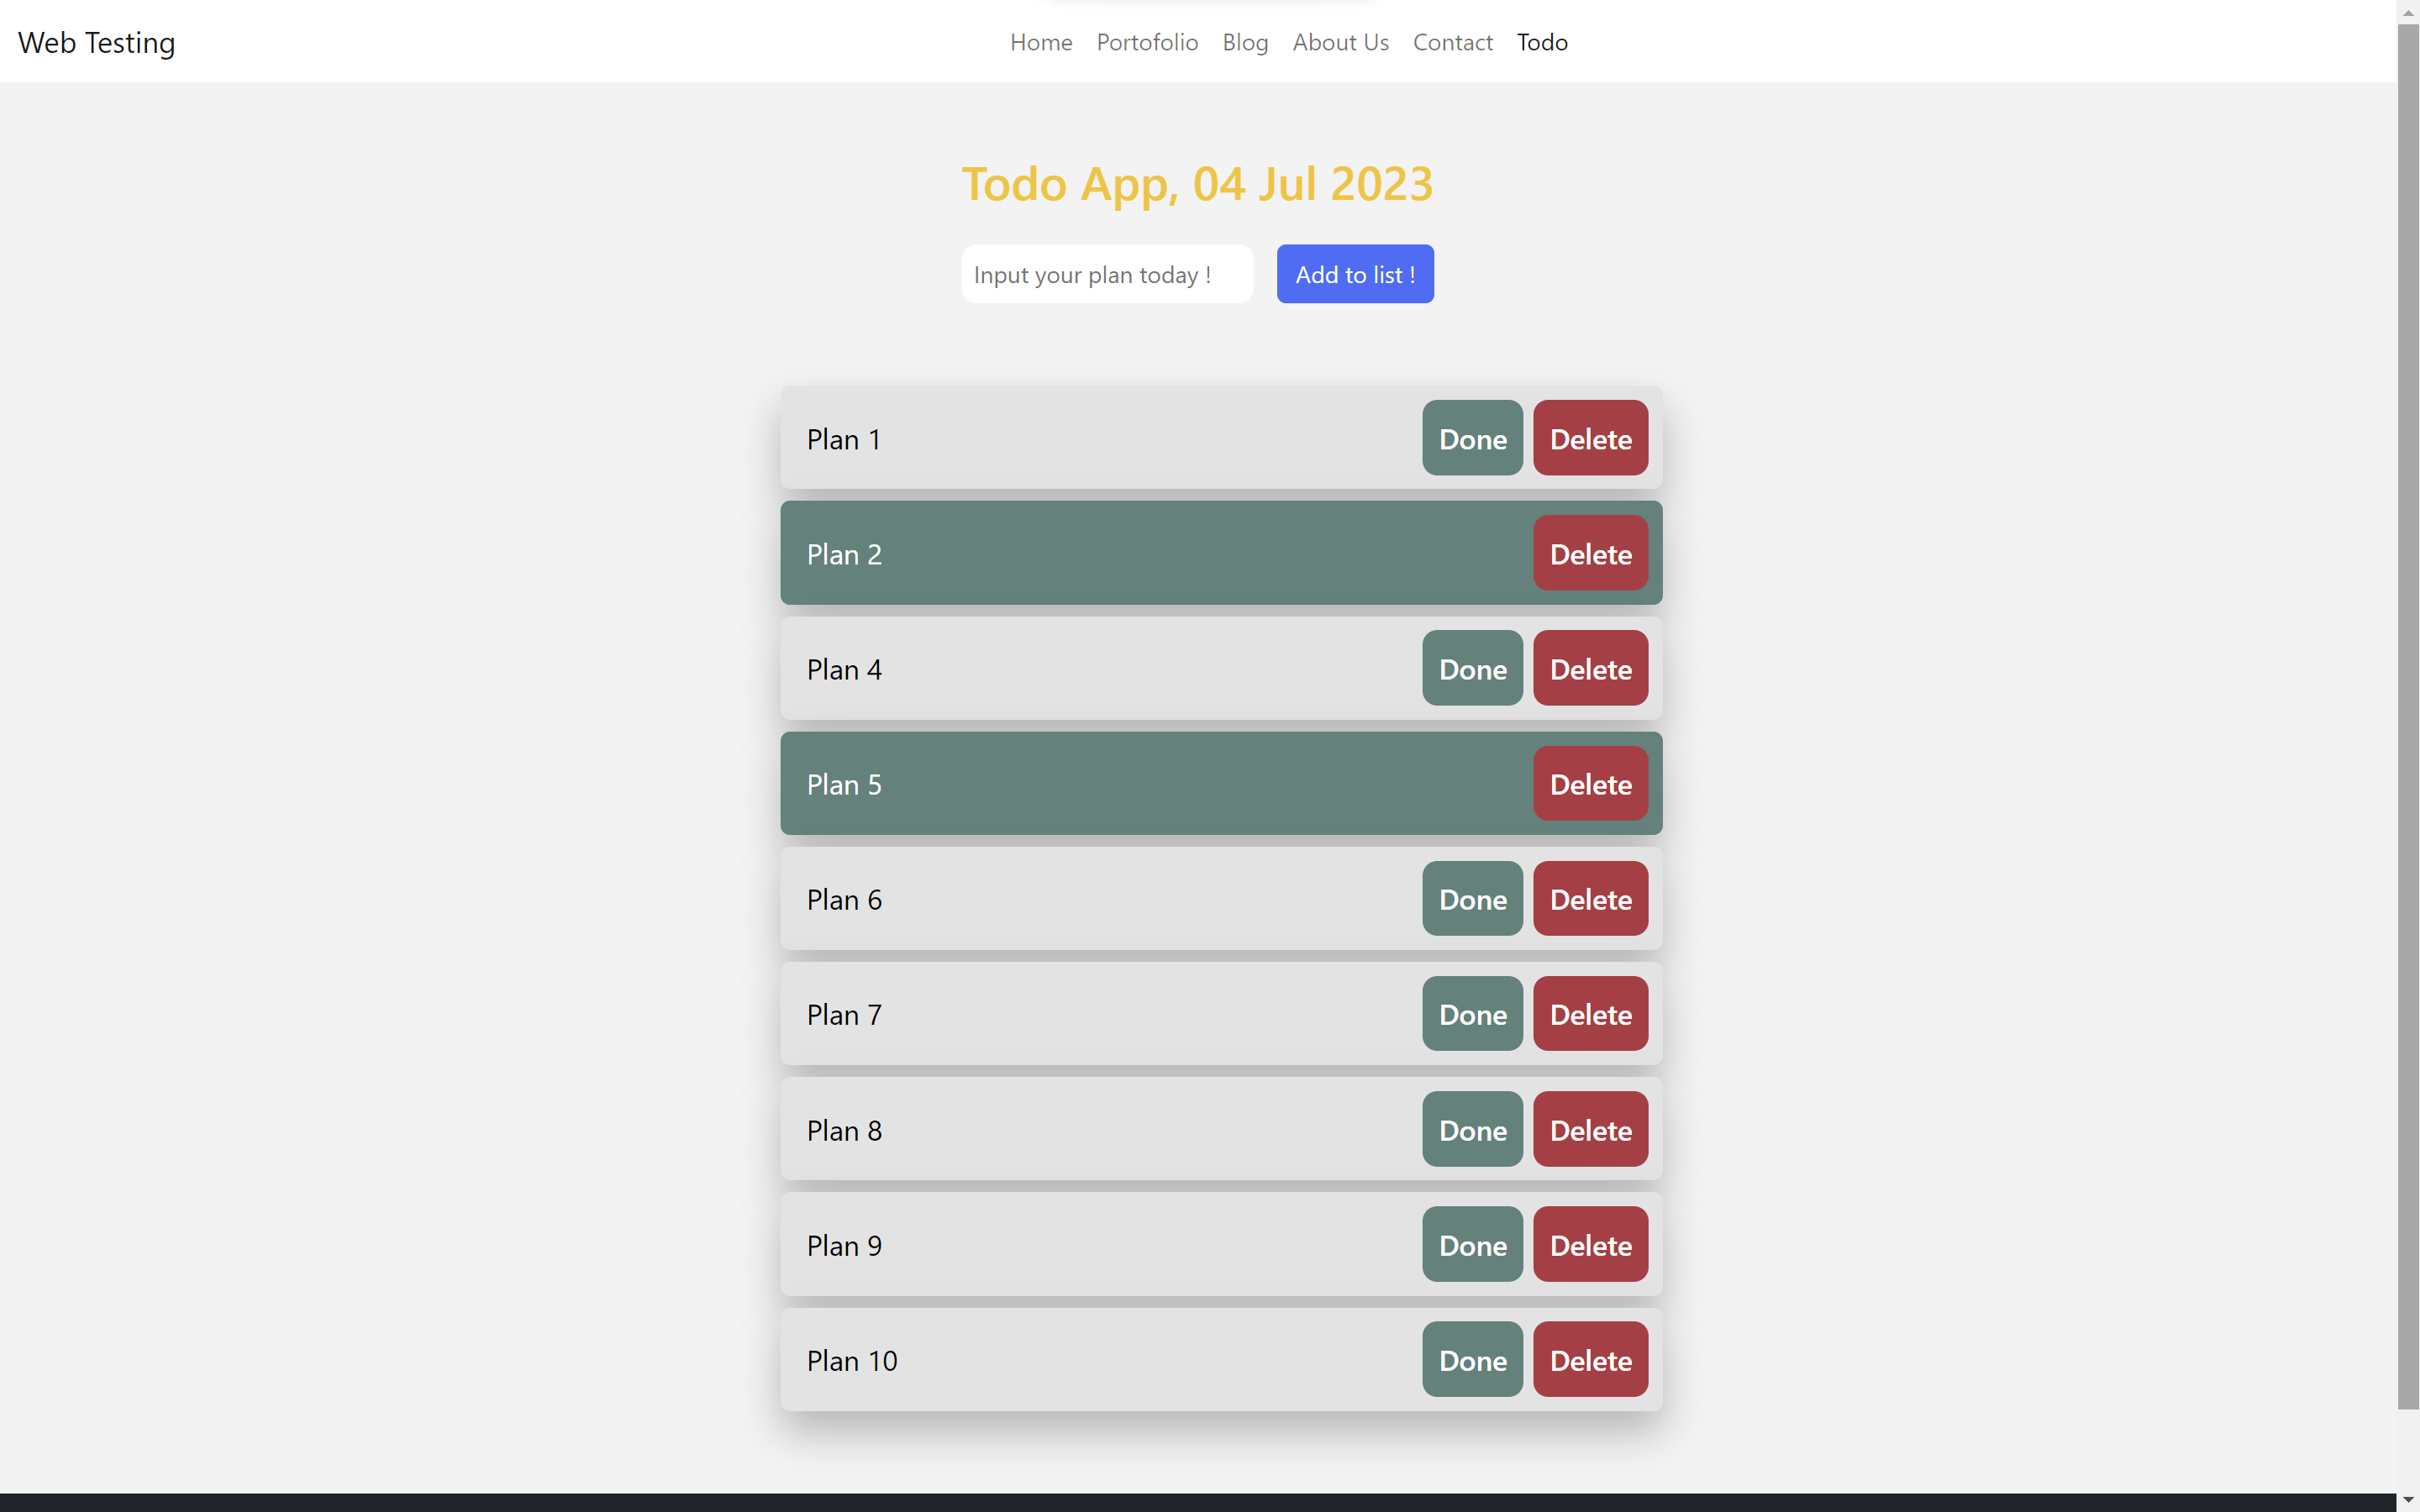 Web Testing Home Portofolio Blog About Us Contact Todo
Todo App, 04 Jul 2023
Input your plan today ! Add to list !
Plan 1 Done Delete
Plan 2 Delete
Plan 4 Done Delete
Plan 5 Delete
Plan 6 Done Delete
Plan 7 Done Delete
Plan 8 Done Delete
Plan 9 Done Delete
Plan 10 Done Delete